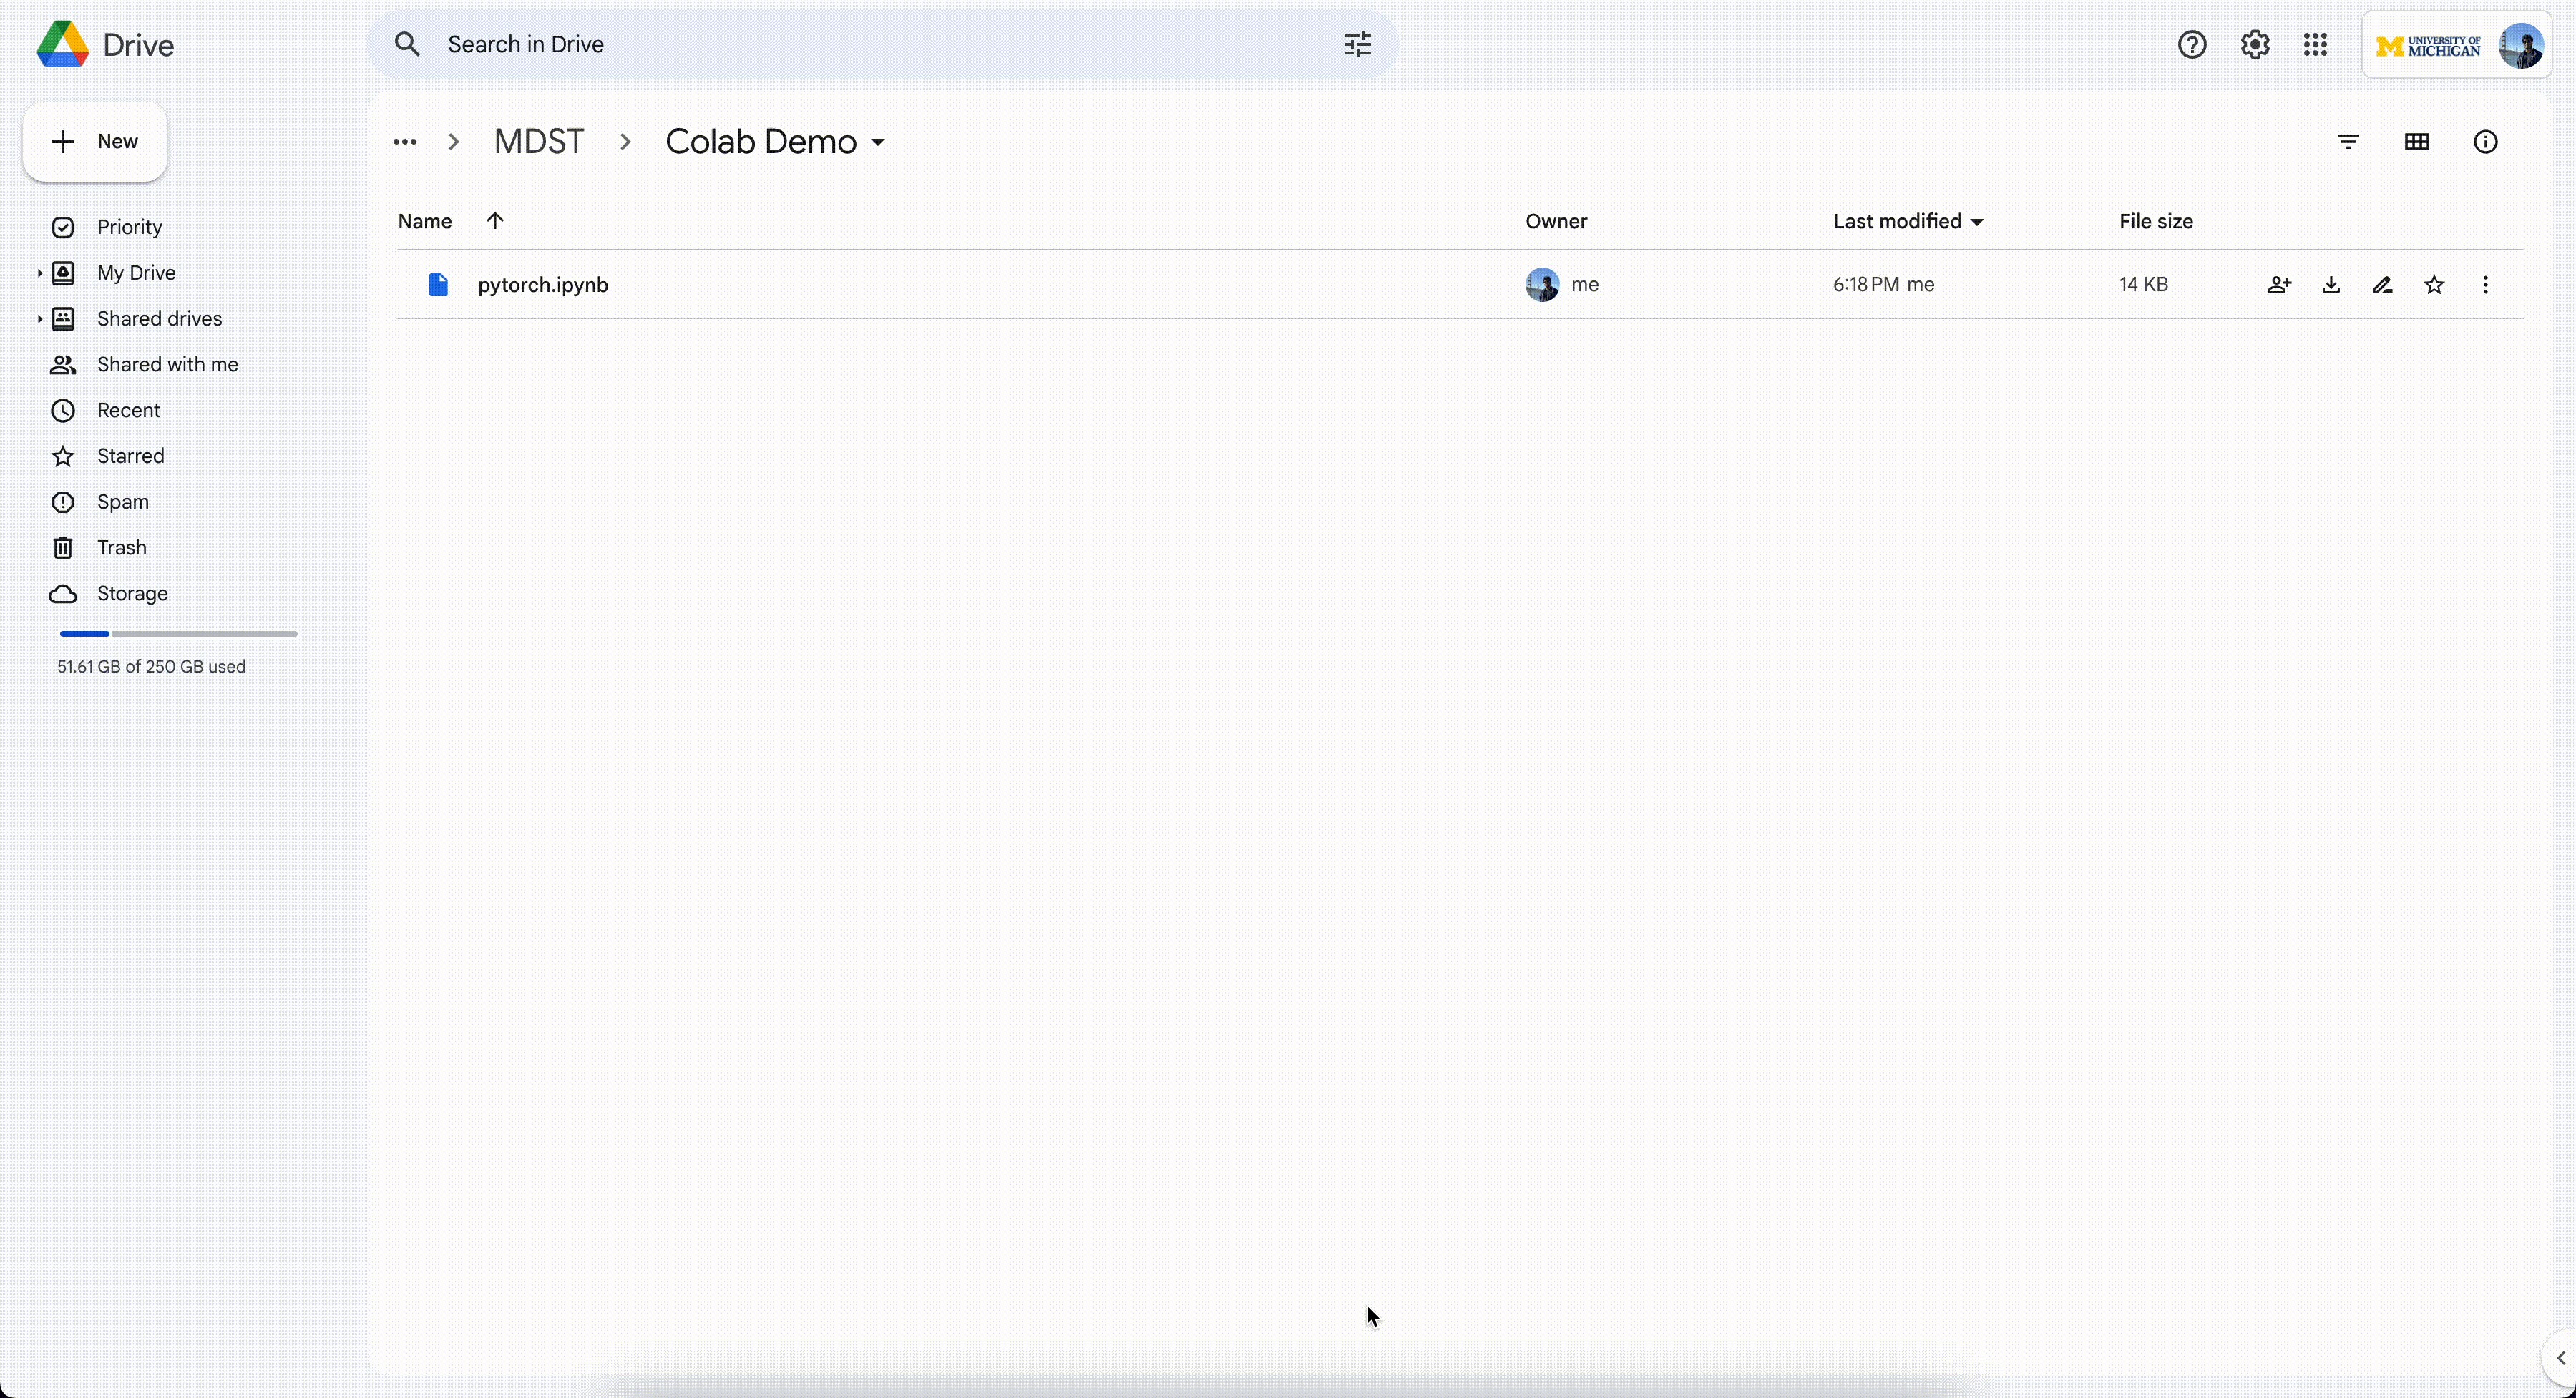 Drive
Search in Drive
UNIVERSITY OF
MICHIGAN
New
MDST
Colab Demo
Name
Owner
Last modified
File size
pytorch.ipynb
me
6:18 PM me
14 KB
Priority
My Drive
Shared drives
Shared with me
Recent
Starred
Spam
Trash
Storage
51.61 GB of 250 GB used